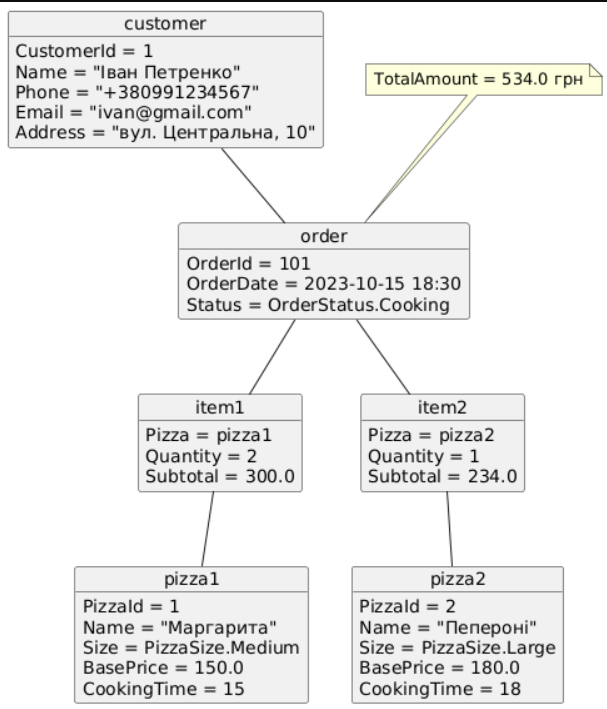 customer
CustomerId = 1
Name = "Іван Петренко"
Phone = "+380991234567"
Email = "ivan@gmail.com"
Address = "вул. Центральна, 10"
TotalAmount = 534.0 грн
order
OrderId = 101
OrderDate = 2023-10-15 18:30
Status = OrderStatus.Cooking
item1
Pizza = pizza1
Quantity = 2
Subtotal = 300.0
item2
Pizza = pizza2
Quantity = 1
Subtotal = 234.0
pizza1
PizzaId = 1
Name = "Маргарита"
Size = PizzaSize.Medium
BasePrice = 150.0
CookingTime = 15
pizza2
PizzaId = 2
Name = "Пепероні"
Size = PizzaSize.Large
BasePrice = 180.0
CookingTime = 18